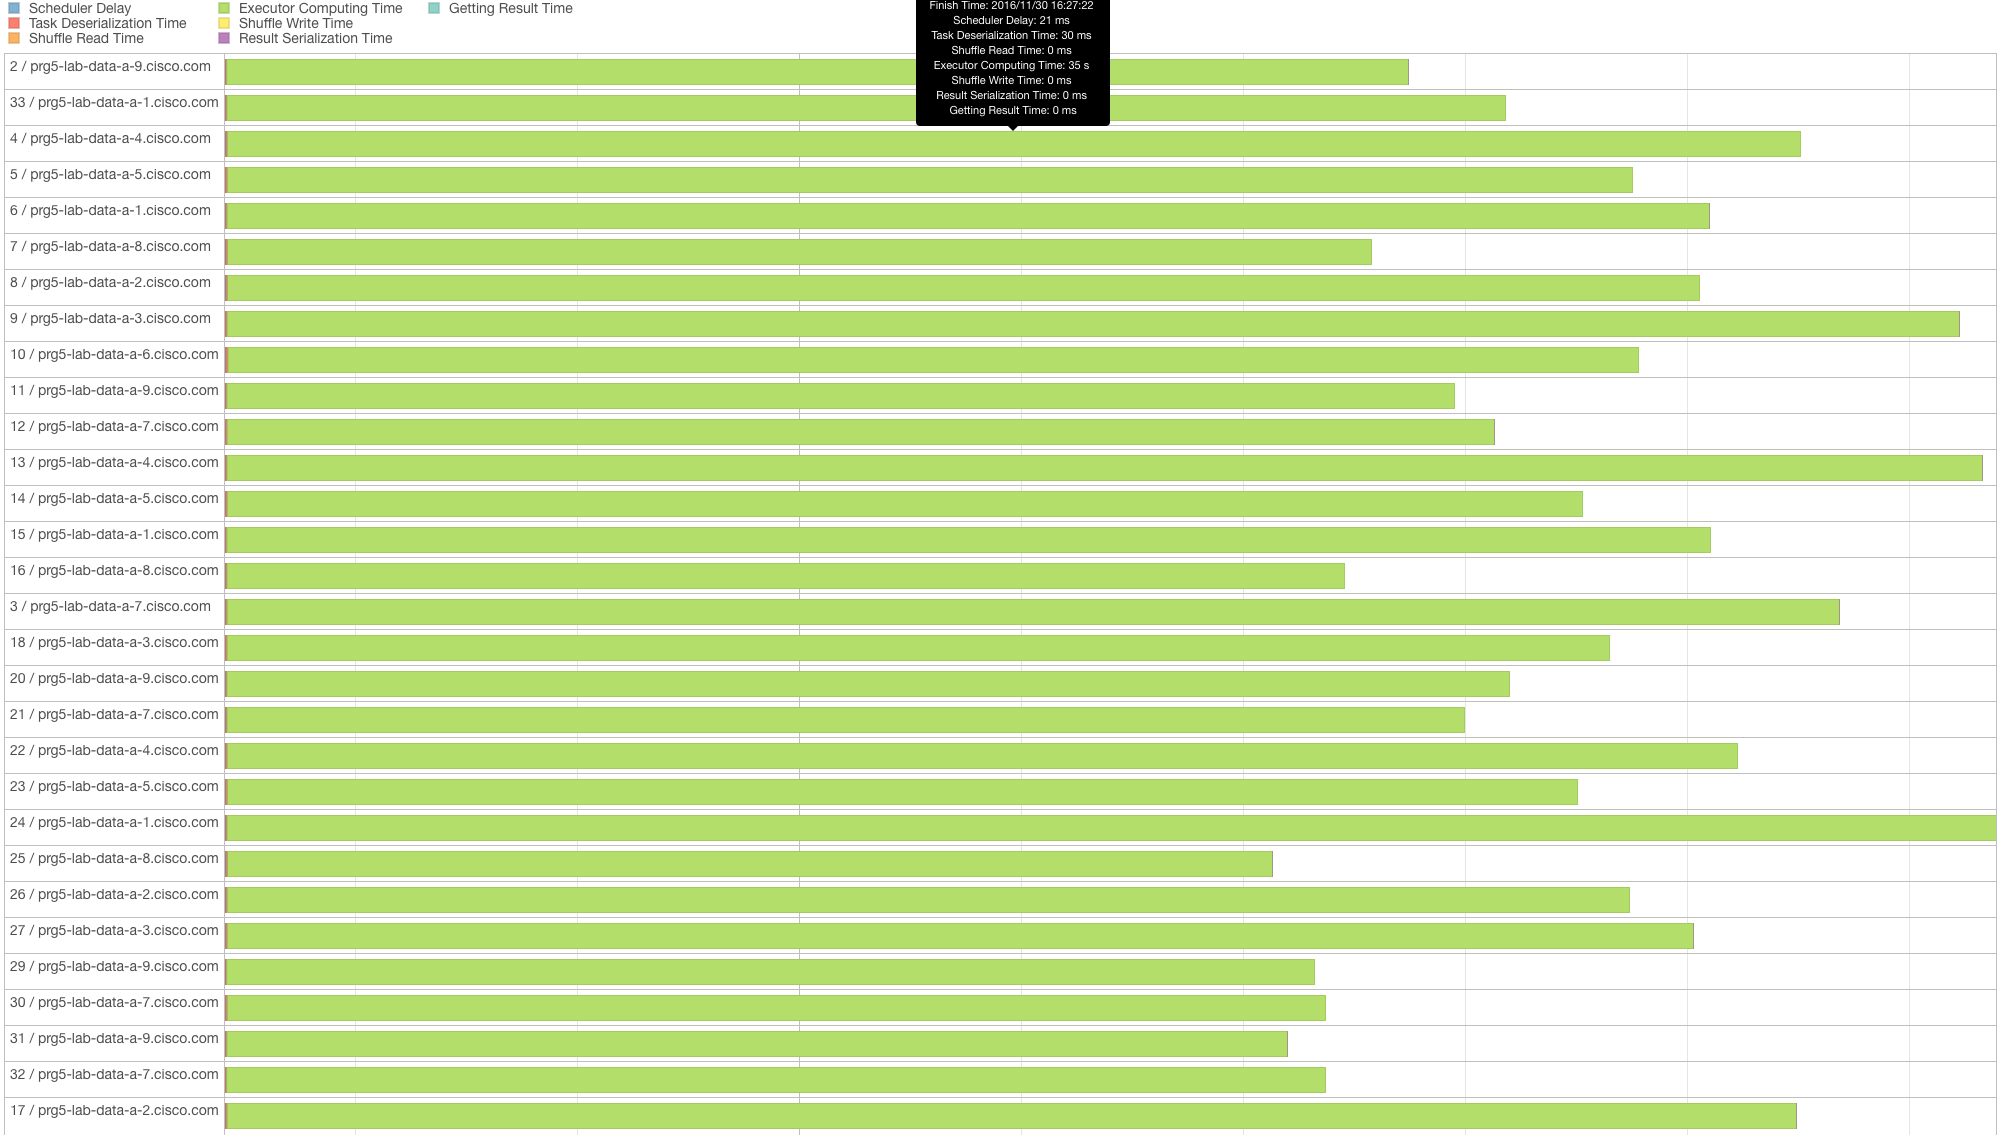 Scheduler Delay
Executor Computing Time
Getting Result Time
Task Deserialization Time
Shuffle Write Time
Shuffle Read Time
Result Serialization Time
Finish Time: 2016/11/30 16:27:22
Scheduler Delay: 21 ms
Task Deserialization Time: 30 ms
Shuffle Read Time: 0 ms
Executor Computing Time: 35 s
Shuffle Write Time: 0 ms
Result Serialization Time: 0 ms
Getting Result Time: 0 ms
2 / prg5-lab-data-a-9.cisco.com
33 / prg5-lab-data-a-1.cisco.com
4 / prg5-lab-data-a-4.cisco.com
5 / prg5-lab-data-a-5.cisco.com
6 / prg5-lab-data-a-1.cisco.com
7 / prg5-lab-data-a-8.cisco.com
8 / prg5-lab-data-a-2.cisco.com
9 / prg5-lab-data-a-3.cisco.com
10 / prg5-lab-data-a-6.cisco.com
11 / prg5-lab-data-a-9.cisco.com
12 / prg5-lab-data-a-7.cisco.com
13 / prg5-lab-data-a-4.cisco.com
14 / prg5-lab-data-a-5.cisco.com
15 / prg5-lab-data-a-1.cisco.com
16 / prg5-lab-data-a-8.cisco.com
3 / prg5-lab-data-a-7.cisco.com
18 / prg5-lab-data-a-3.cisco.com
20 / prg5-lab-data-a-9.cisco.com
21 / prg5-lab-data-a-7.cisco.com
22 / prg5-lab-data-a-4.cisco.com
23 / prg5-lab-data-a-5.cisco.com
24 / prg5-lab-data-a-1.cisco.com
25 / prg5-lab-data-a-8.cisco.com
26 / prg5-lab-data-a-2.cisco.com
27 / prg5-lab-data-a-3.cisco.com
29 / prg5-lab-data-a-9.cisco.com
30 / prg5-lab-data-a-7.cisco.com
31 / prg5-lab-data-a-9.cisco.com
32 / prg5-lab-data-a-7.cisco.com
17 / prg5-lab-data-a-2.cisco.com